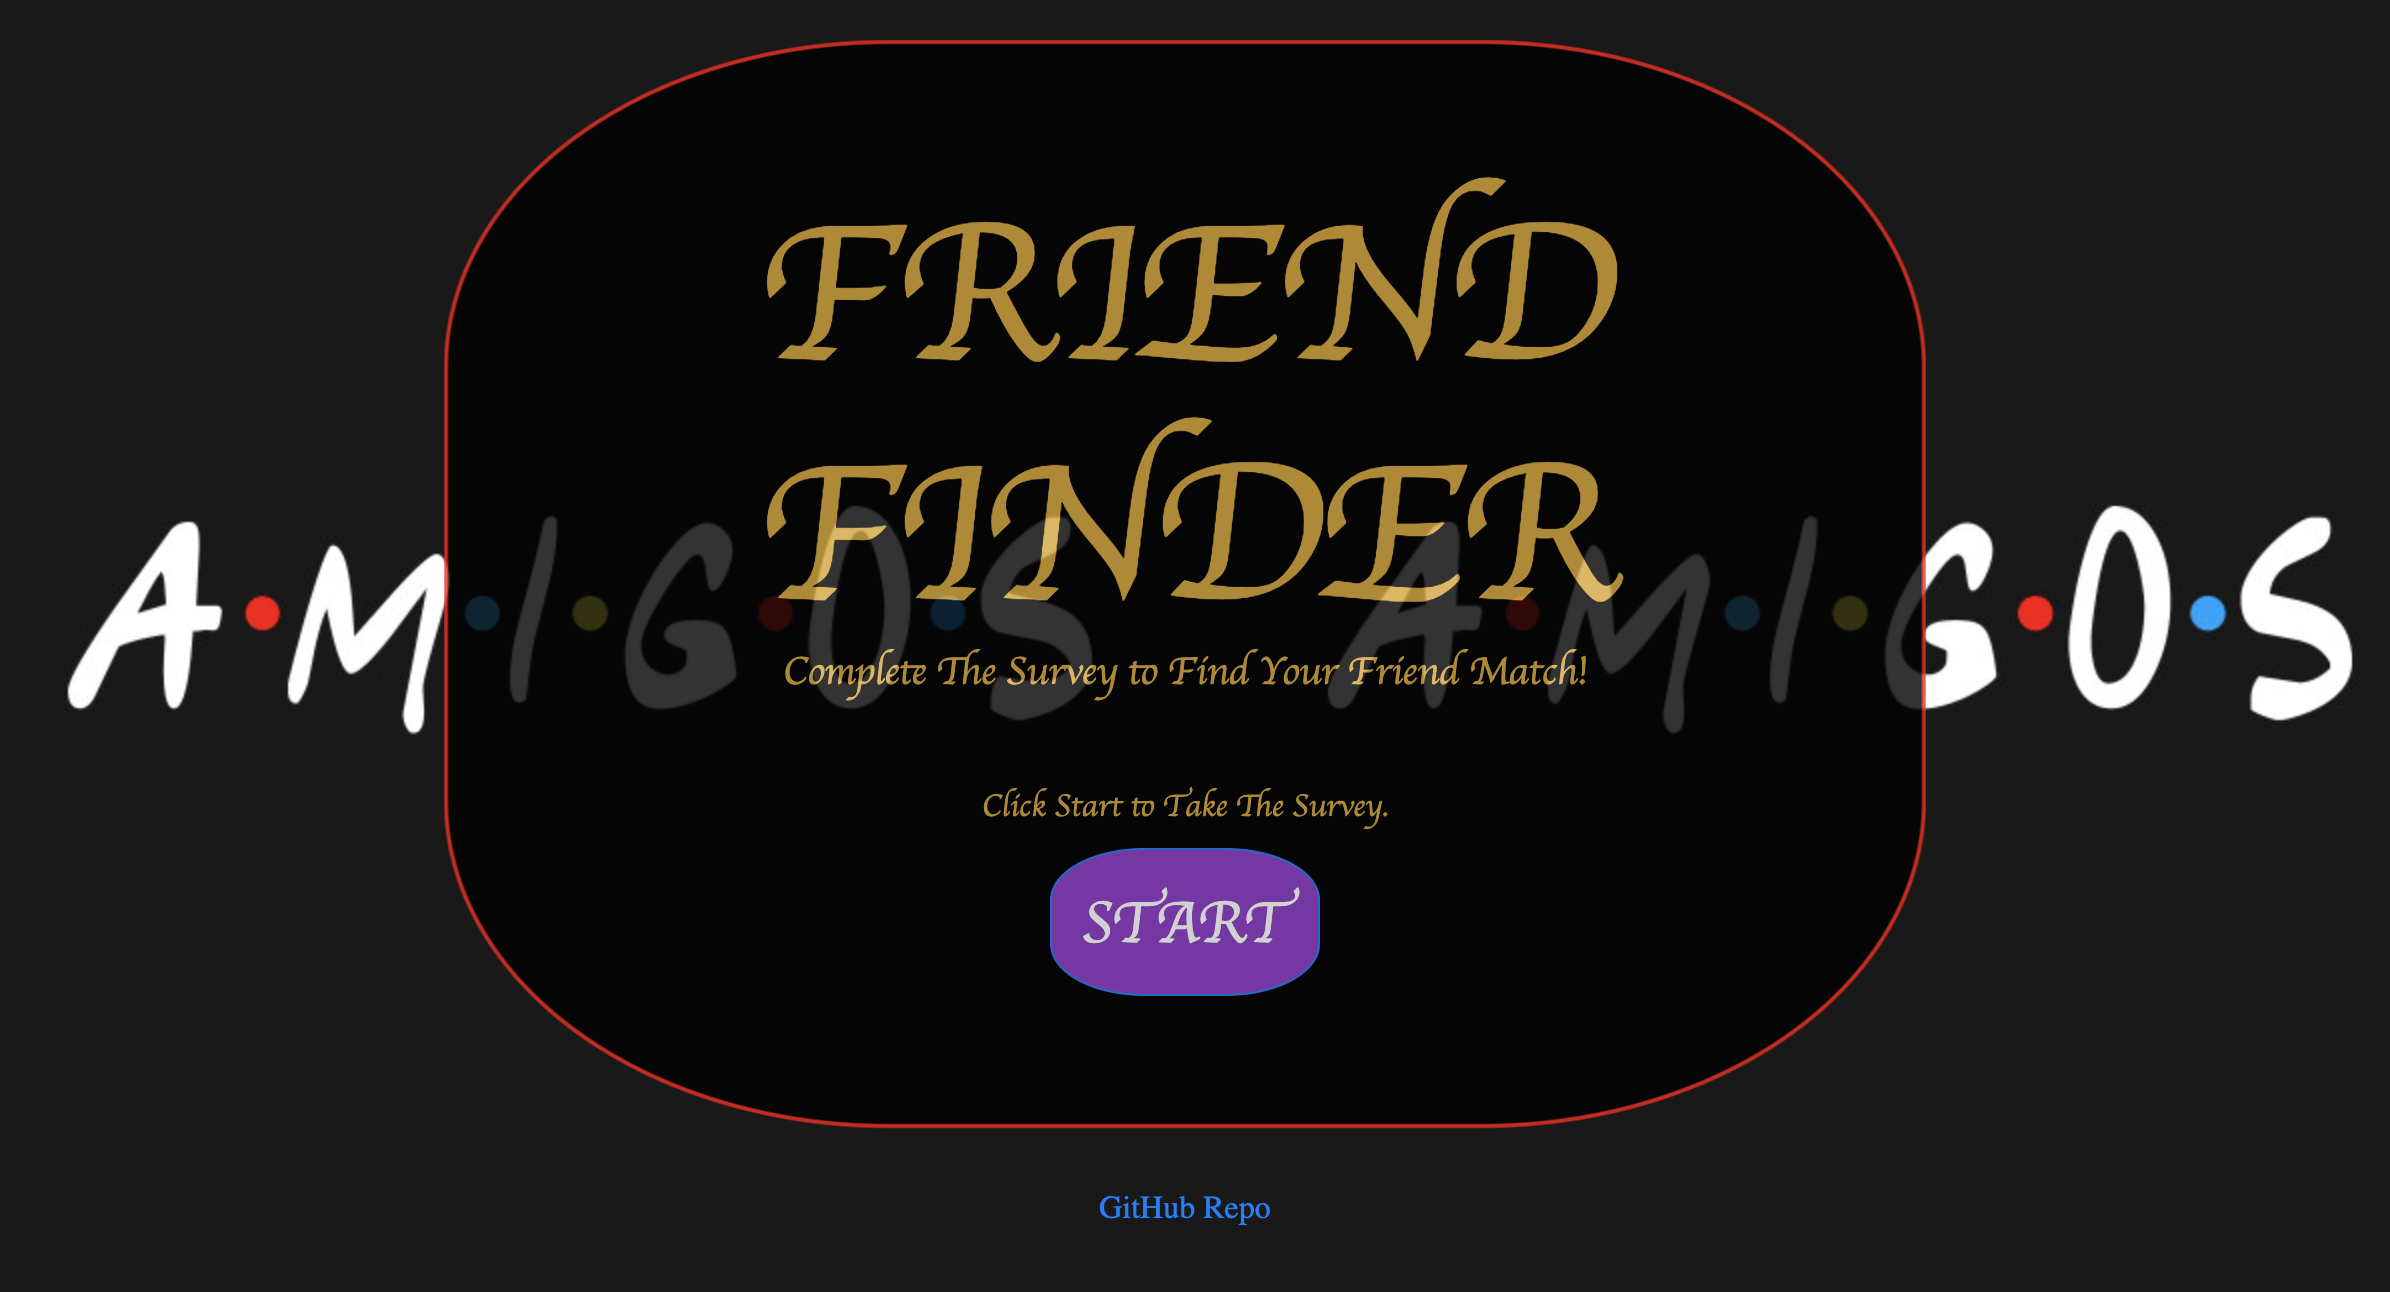 FRIEND
FINDER
A•M•I•G•O•S A•M•I•G•O•S
Complete The Survey to Find Your Friend Match!
Click Start to Take The Survey.
START
GitHub Repo